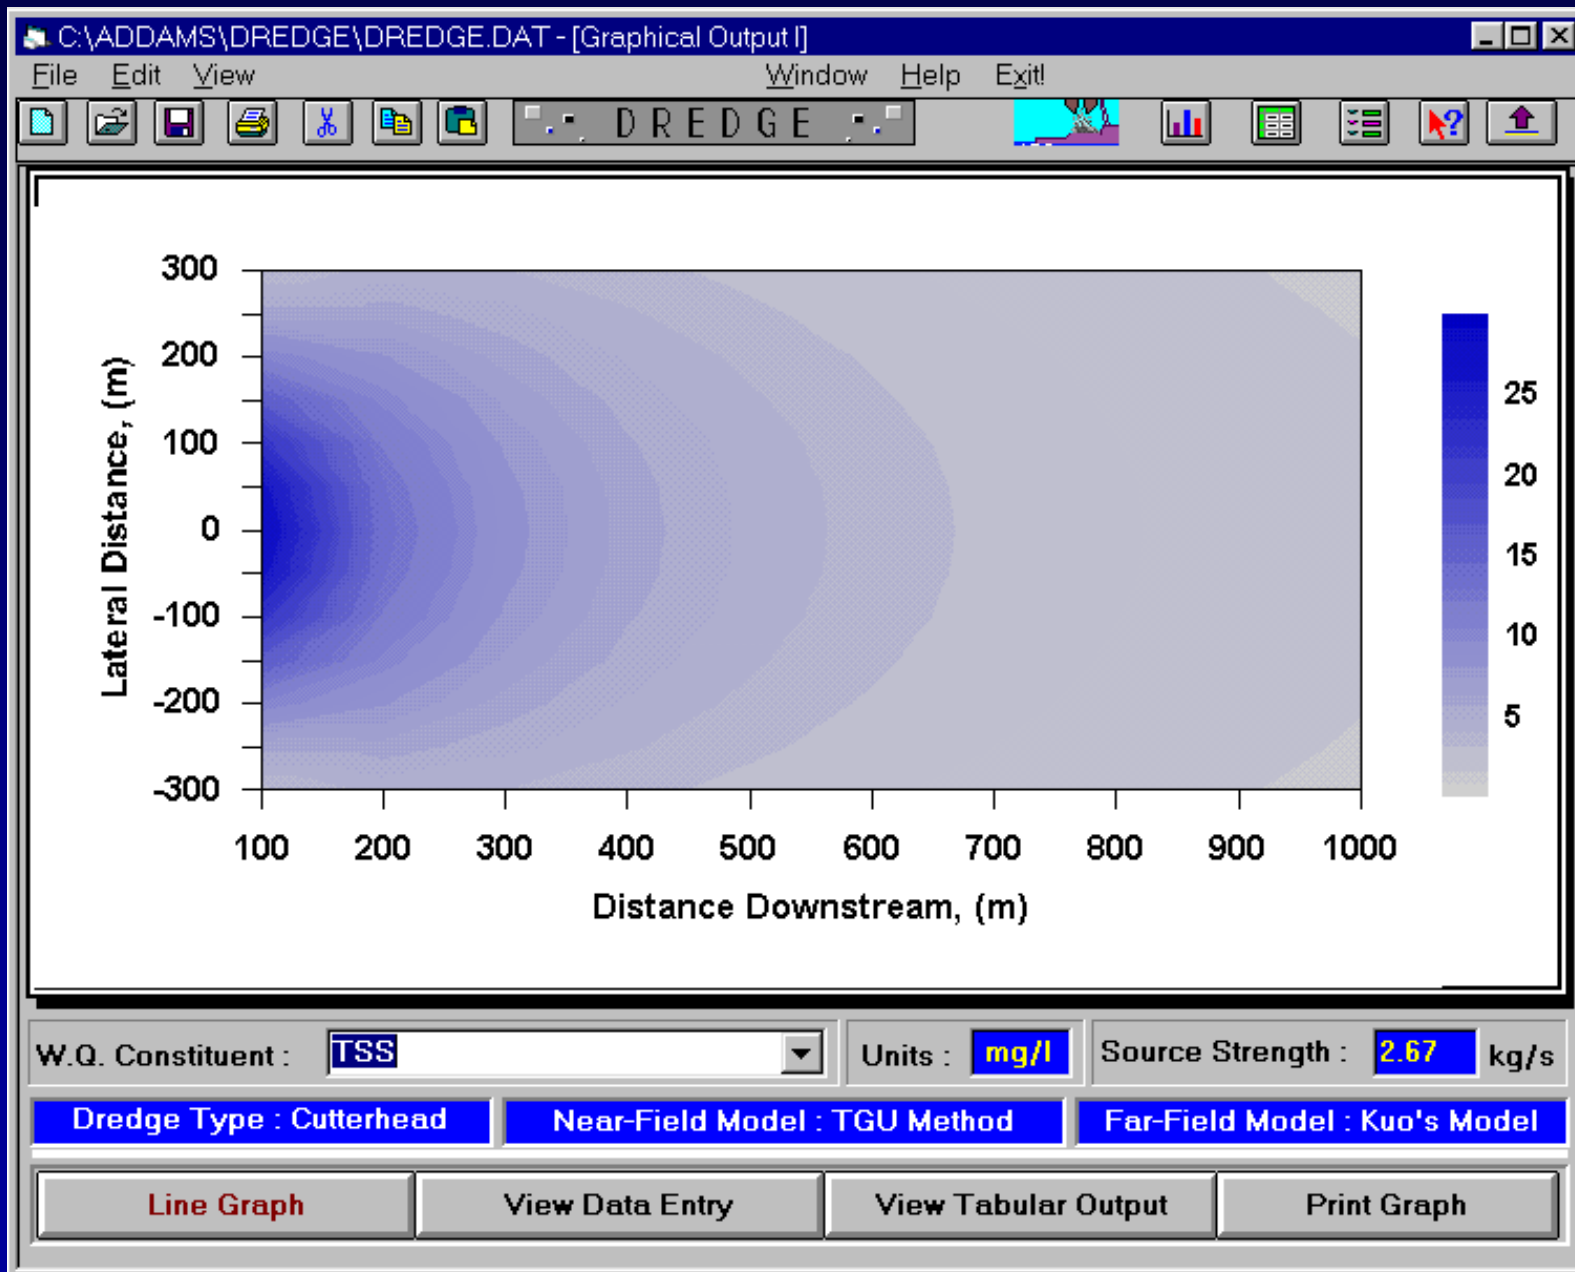 C:\ADDAMS\DREDGE\DREDGE.DAT - [Graphical Output I]
File Edit View Window Help Exit!
DREDGE
300
200
100
0
-100
-200
-300
Lateral Distance, (m)
100 200 300 400 500 600 700 800 900 1000
Distance Downstream, (m)
25
20
15
10
5
W.Q. Constituent : TSS Units : mg/l Source Strength : 2.67 kg/s
Dredge Type : Cutterhead Near-Field Model : TGU Method Far-Field Model : Kuo's Model
Line Graph View Data Entry View Tabular Output Print Graph